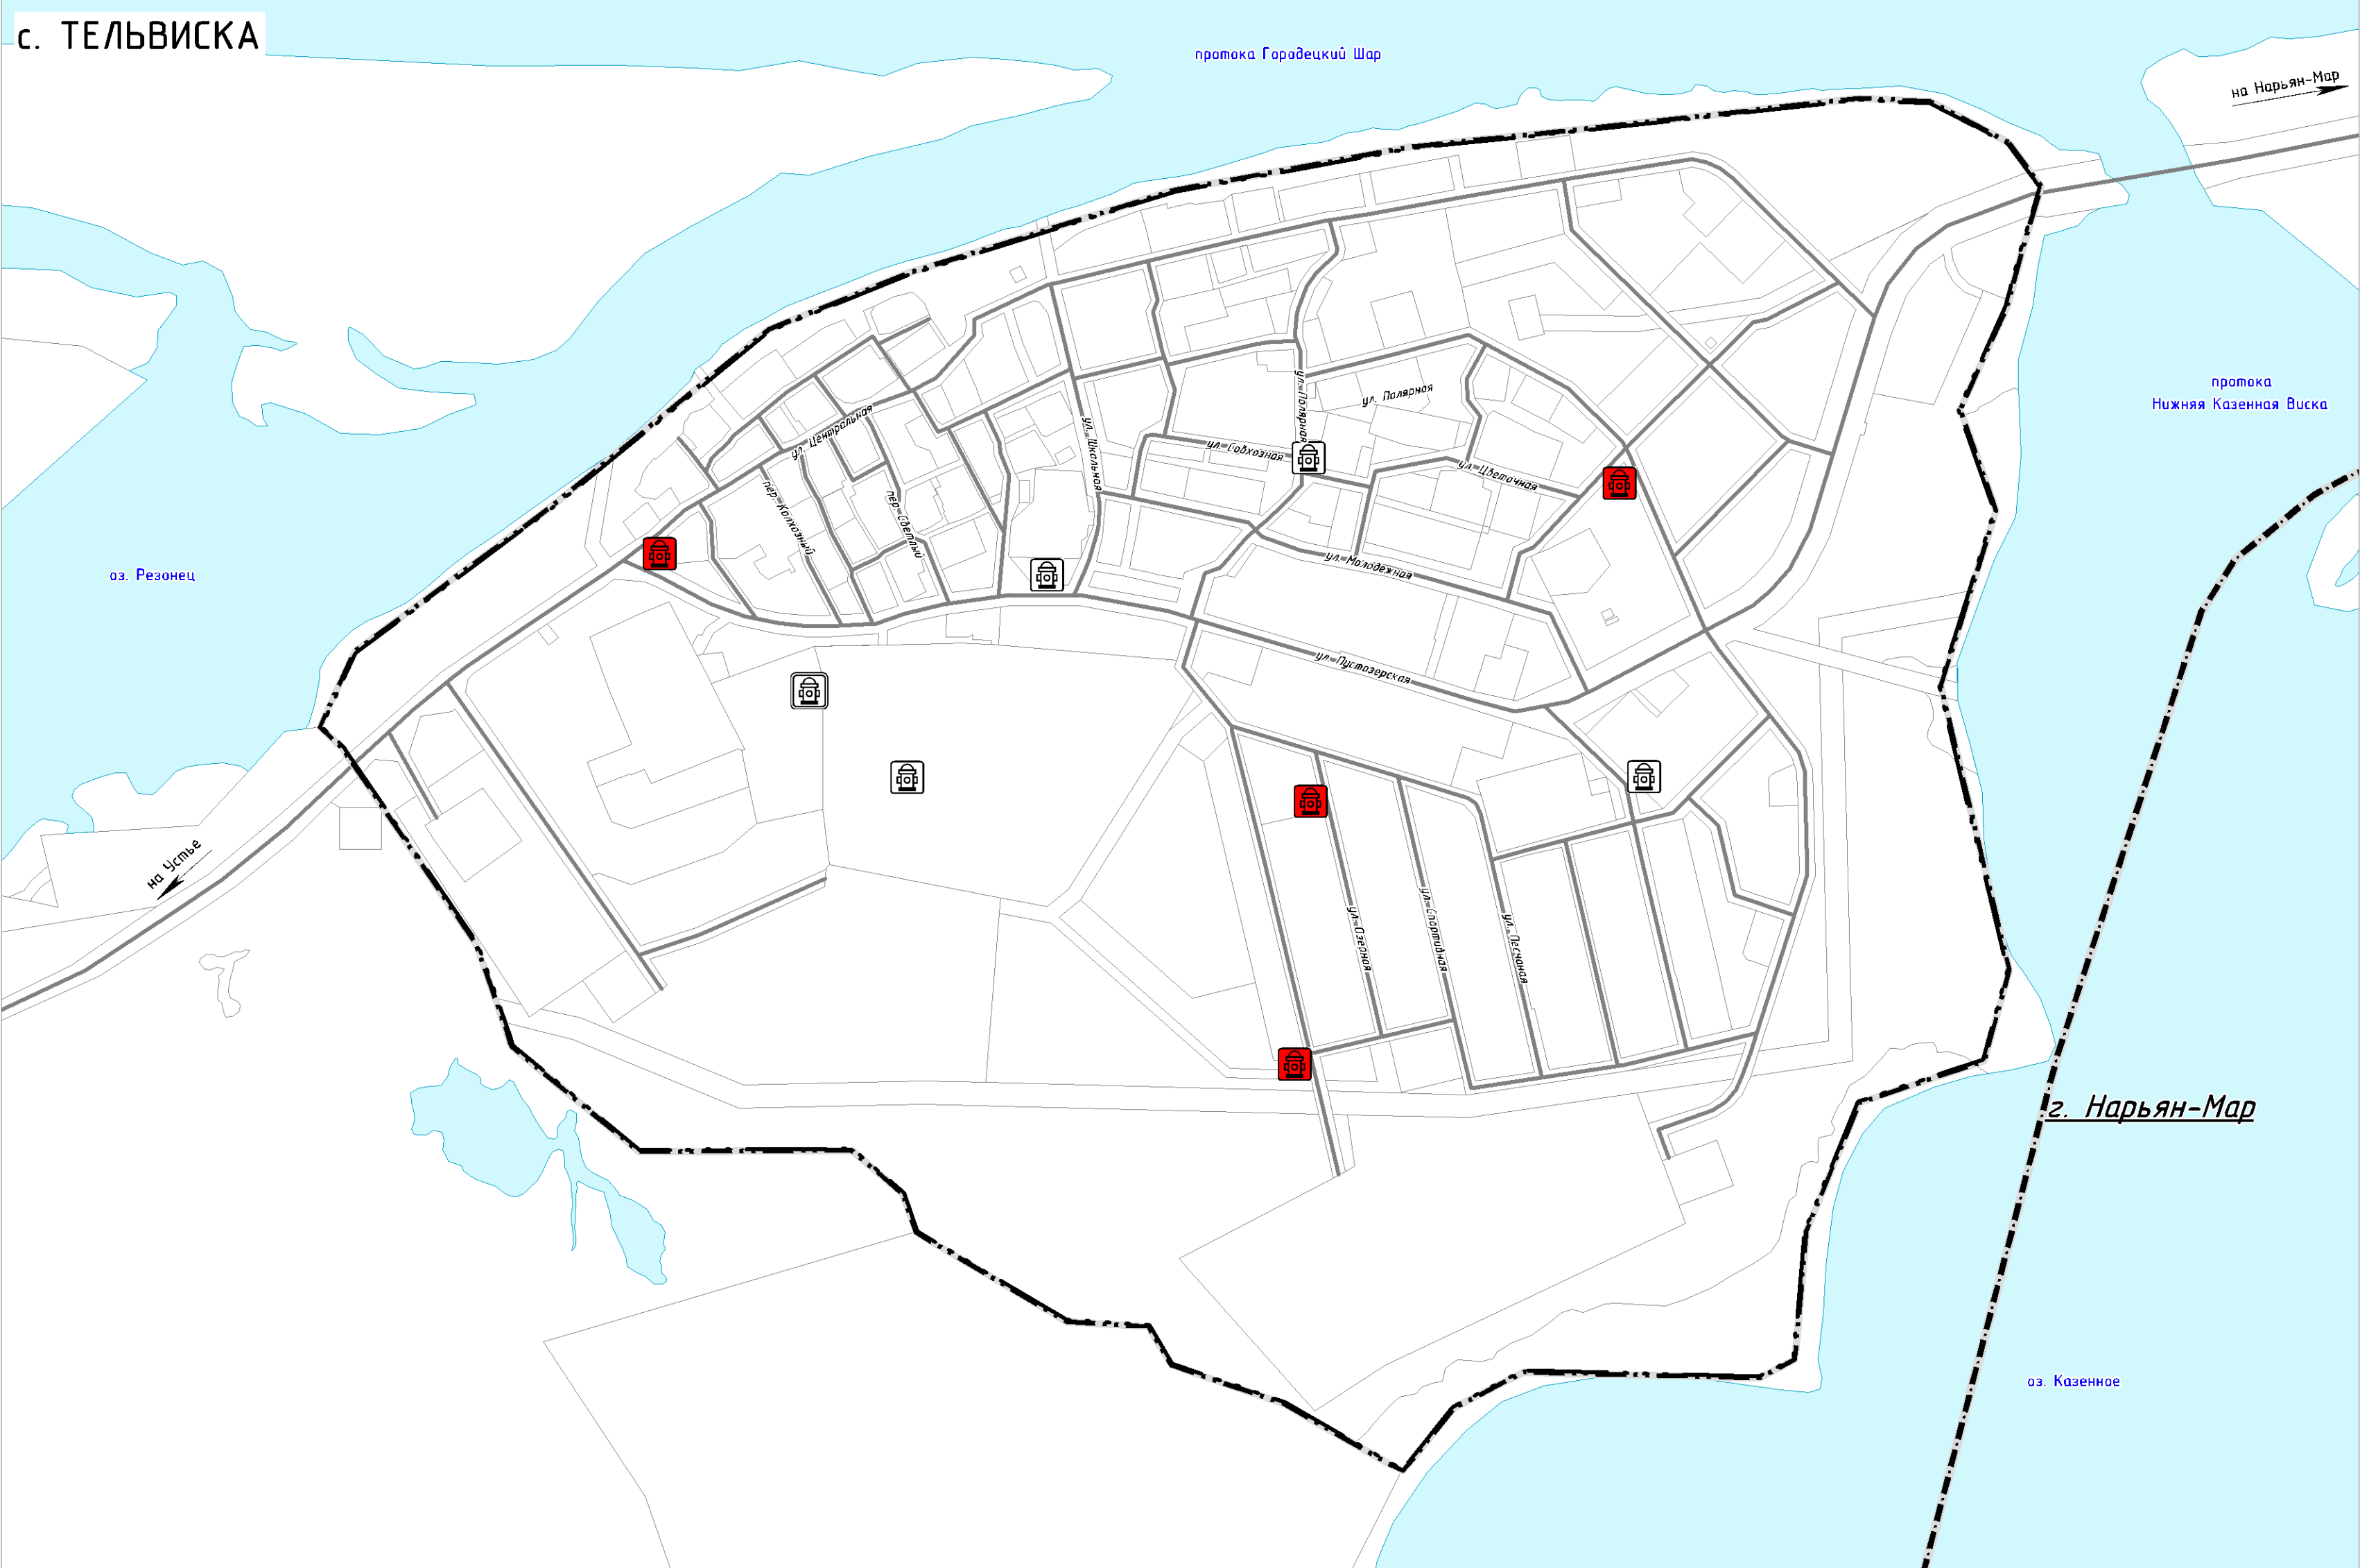 с. ТЕЛЬВИСКА
протока Городецкий Шар
на Нарьян-Мар
протока
Нижняя Казенная Виска
ул. Полярная
ул. Полярная
ул. Центральная
ул. Школьная
ул. Совхозная
ул. Цветочная
пер. Колхозный
пер. Светлый
ул. Молодежная
оз. Резонец
ул. Пустозерская
на Устье
ул. Озерная
ул. Спортивная
ул. Песчаная
г. Нарьян-Мар
оз. Казенное